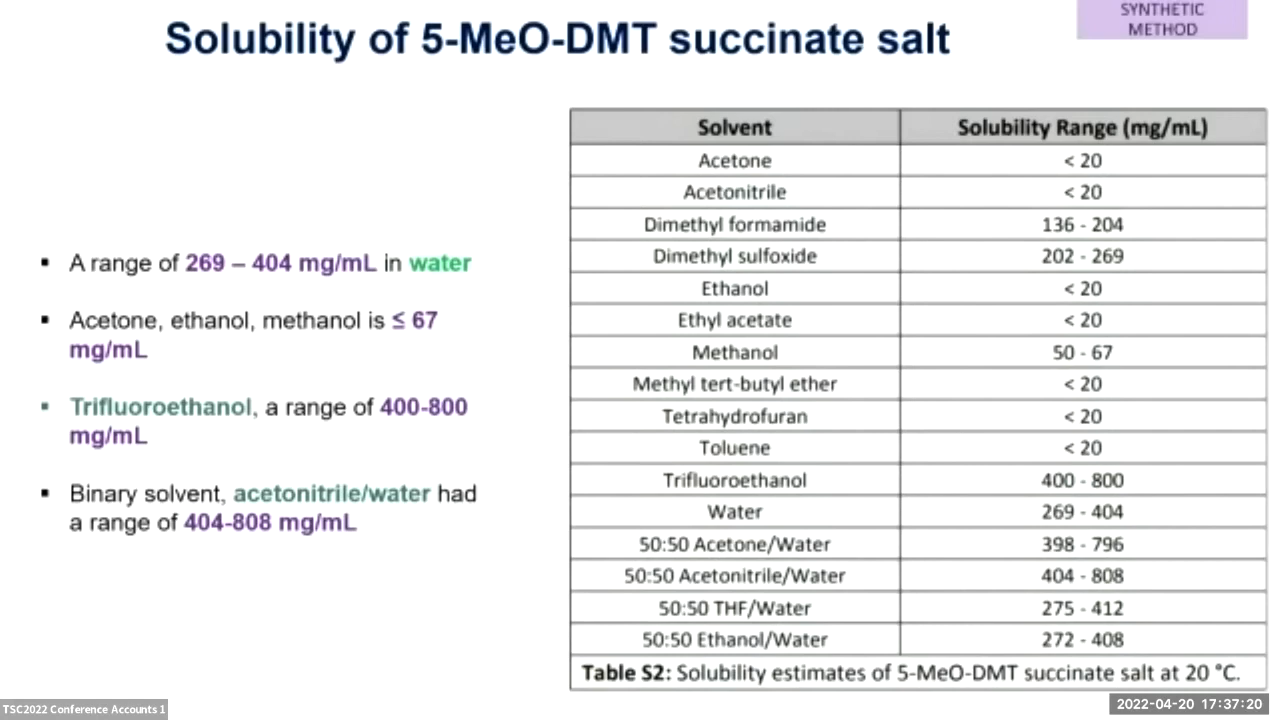 Solubility of 5-MeO-DMT succinate salt
SYNTHETIC
METHOD
▪ A range of 269 – 404 mg/mL in water
▪ Acetone, ethanol, methanol is ≤ 67
mg/mL
▪ Trifluoroethanol, a range of 400-800
mg/mL
▪ Binary solvent, acetonitrile/water had
a range of 404-808 mg/mL
Solvent Solubility Range (mg/mL)
Acetone < 20
Acetonitrile < 20
Dimethyl formamide 136 - 204
Dimethyl sulfoxide 202 - 269
Ethanol < 20
Ethyl acetate < 20
Methanol 50 - 67
Methyl tert-butyl ether < 20
Tetrahydrofuran < 20
Toluene < 20
Trifluoroethanol 400 - 800
Water 269 - 404
50:50 Acetone/Water 398 - 796
50:50 Acetonitrile/Water 404 - 808
50:50 THF/Water 275 - 412
50:50 Ethanol/Water 272 - 408
Table S2: Solubility estimates of 5-MeO-DMT succinate salt at 20 °C.
TSC2022 Conference Accounts 1
2022-04-20 17:37:20